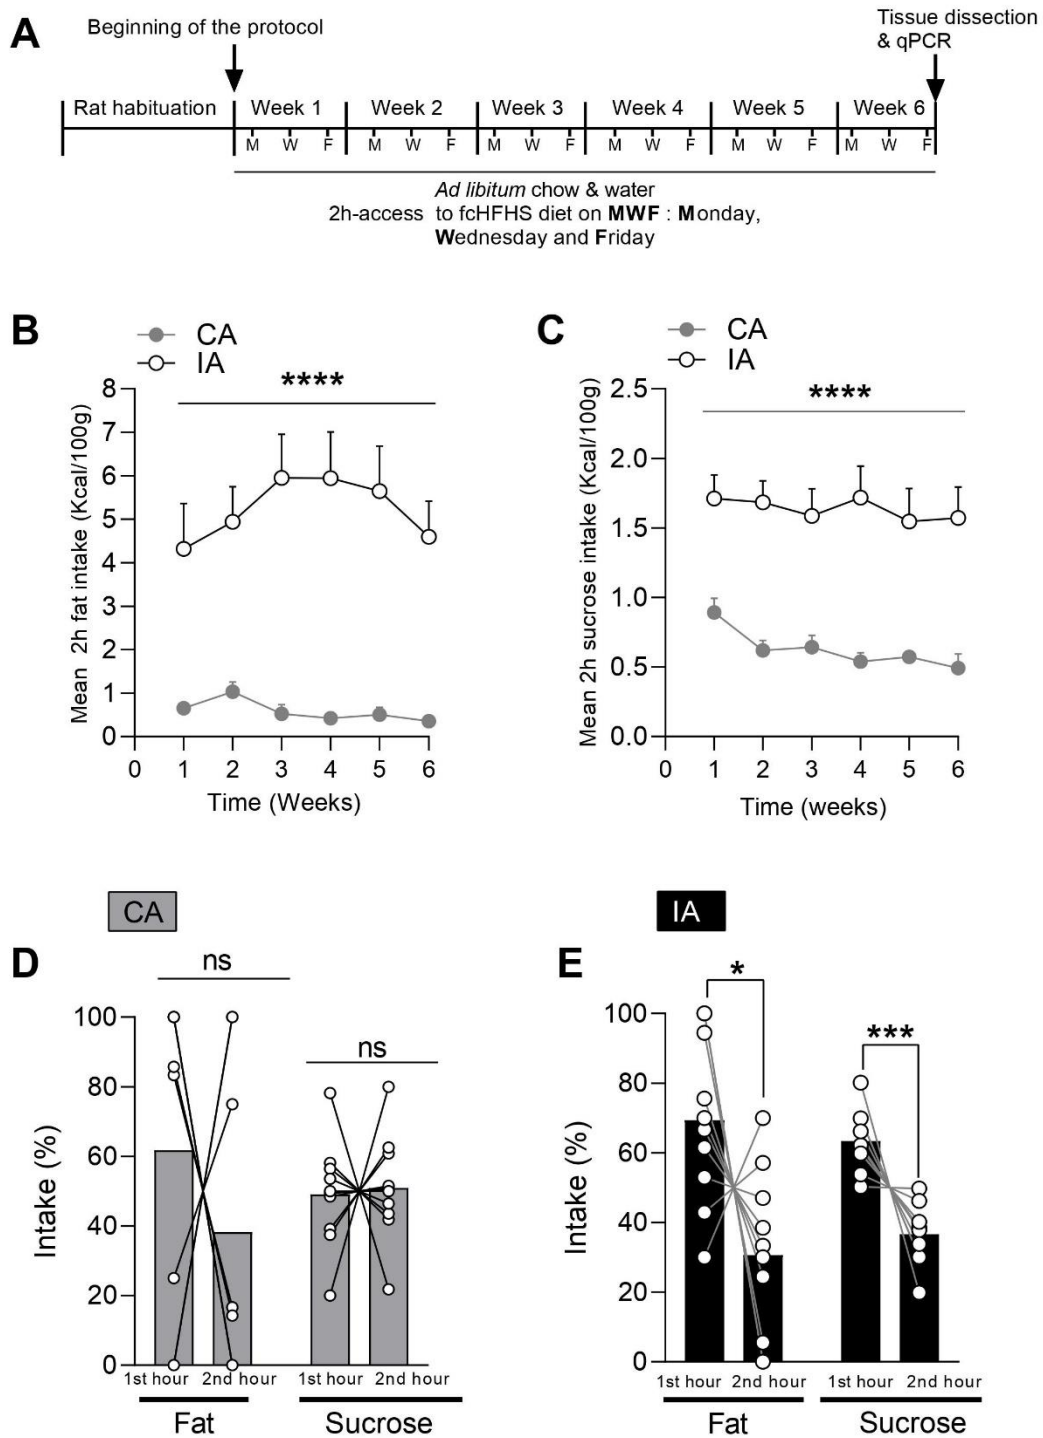 A
Beginning of the protocol
Tissue dissection
& qPCR
Rat habituation Week 1 Week 2 Week 3 Week 4 Week 5 Week 6
M W F M W F M W F M W F M W F M W F
Ad libitum chow & water
2h-access to fcHFHS diet on MWF : Monday,
Wednesday and Friday
B
CA
IA
****
Mean 2h fat intake (Kcal/100g)
8
7
6
5
4
3
2
1
0
0 1 2 3 4 5 6
Time (Weeks)
C
CA
IA
****
Mean 2h sucrose intake (Kcal/100g)
2.5
2.0
1.5
1.0
0.5
0.0
0 1 2 3 4 5 6
Time (weeks)
CA
D
ns
ns
Intake (%)
100
80
60
40
20
0
1st hour 2nd hour 1st hour 2nd hour
Fat Sucrose
IA
E
*
***
Intake (%)
100
80
60
40
20
0
1st hour 2nd hour 1st hour 2nd hour
Fat Sucrose